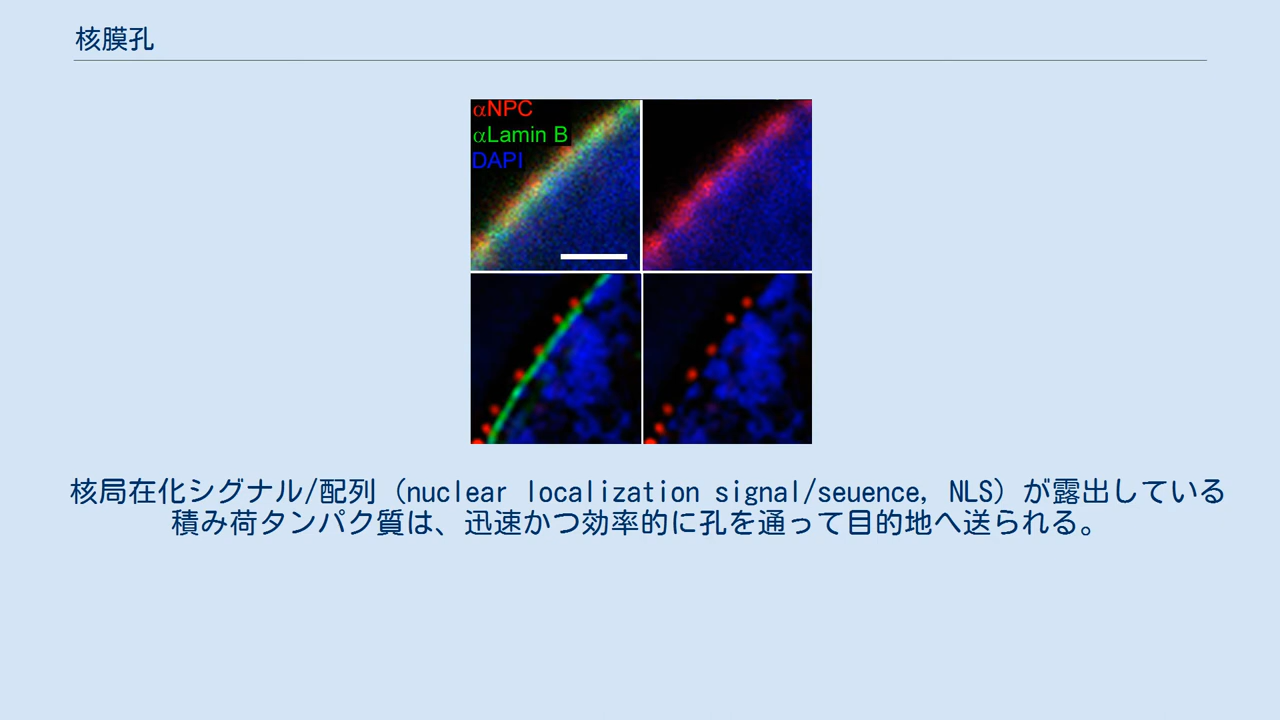 核膜孔
αNPC
αLamin B
DAPI
核局在化シグナル/配列（nuclear localization signal/seuence, NLS）が露出している
積み荷タンパク質は、迅速かつ効率的に孔を通って目的地へ送られる。